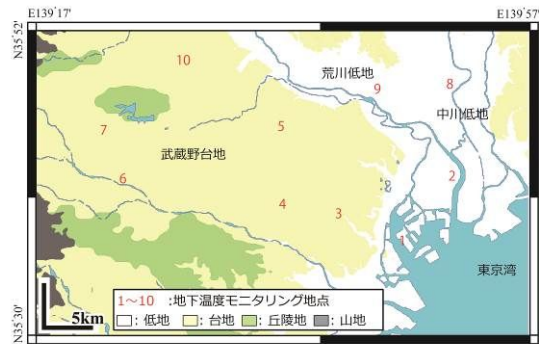 E139°17'
E139°57'
N35°52'
10
荒川低地
9
8
中川低地
5
7
武蔵野台地
6
2
4
3
1
東京湾
1～10 :地下温度モニタリング地点
□: 低地 □: 台地 □: 丘陵地 □: 山地
5km
N35°30'